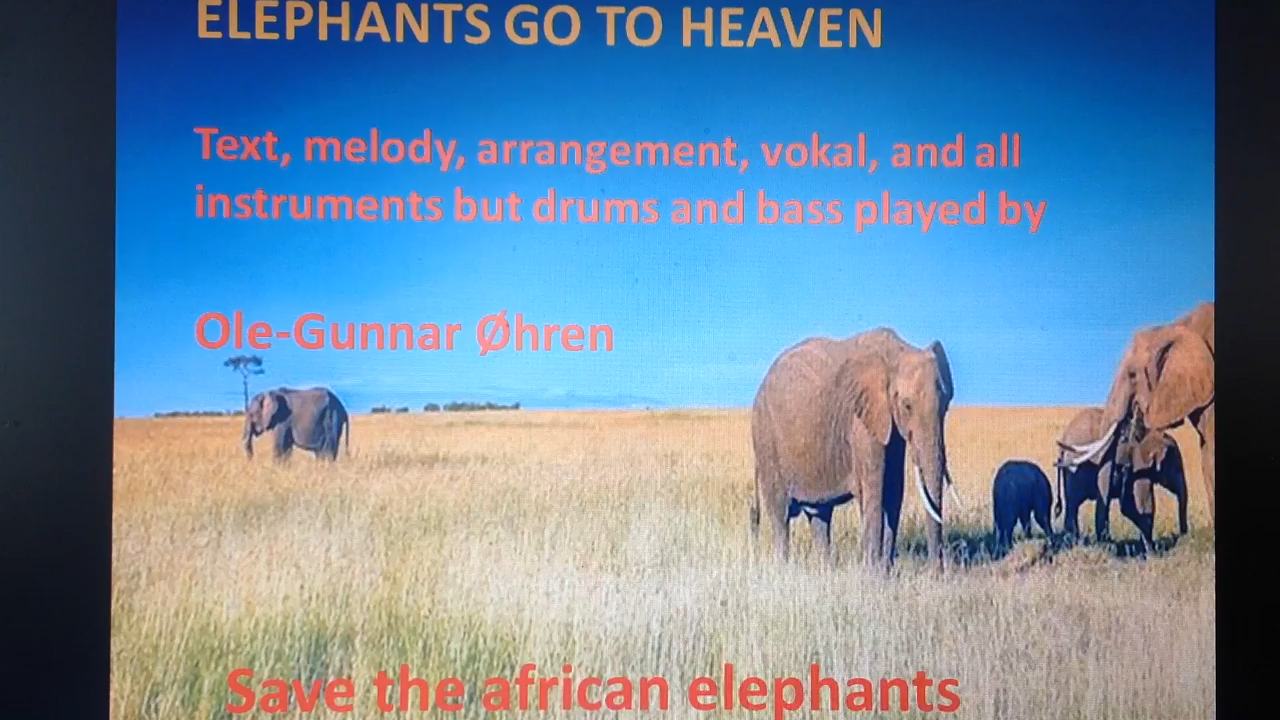 ELEPHANTS GO TO HEAVEN
Text, melody, arrangement, vokal, and all
instruments but drums and bass played by
Ole-Gunnar Øhren
Save the african elephants